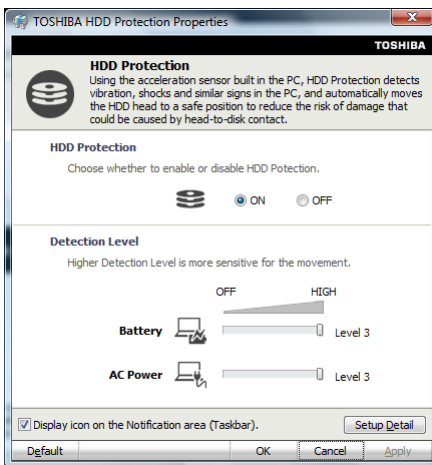 TOSHIBA HDD Protection Properties
TOSHIBA
HDD Protection
Using the acceleration sensor built in the PC, HDD Protection detects
vibration, shocks and similar signs in the PC, and automatically moves
the HDD head to a safe position to reduce the risk of damage that
could be caused by head-to-disk contact.
HDD Protection
Choose whether to enable or disable HDD Potection.
ON OFF
Detection Level
Higher Detection Level is more sensitive for the movement.
OFF HIGH
Battery Level 3
AC Power Level 3
Display icon on the Notification area (Taskbar). Setup Detail
Default OK Cancel Apply